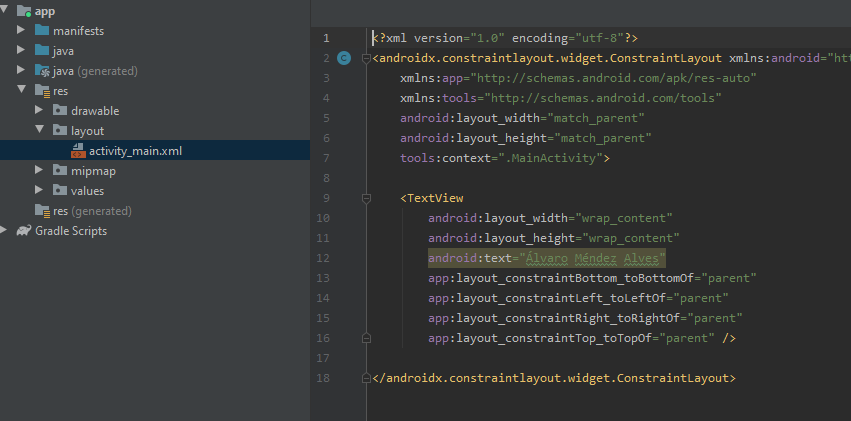 app
manifests
java
java (generated)
res
drawable
layout
activity_main.xml
mipmap
values
res (generated)
Gradle Scripts
1 <?xml version="1.0" encoding="utf-8"?>
2 <androidx.constraintlayout.widget.ConstraintLayout xmlns:android="ht
3 xmlns:app="http://schemas.android.com/apk/res-auto"
4 xmlns:tools="http://schemas.android.com/tools"
5 android:layout_width="match_parent"
6 android:layout_height="match_parent"
7 tools:context=".MainActivity">
8
9 <TextView
10 android:layout_width="wrap_content"
11 android:layout_height="wrap_content"
12 android:text="Álvaro Méndez Alves"
13 app:layout_constraintBottom_toBottomOf="parent"
14 app:layout_constraintLeft_toLeftOf="parent"
15 app:layout_constraintRight_toRightOf="parent"
16 app:layout_constraintTop_toTopOf="parent" />
17
18 </androidx.constraintlayout.widget.ConstraintLayout>